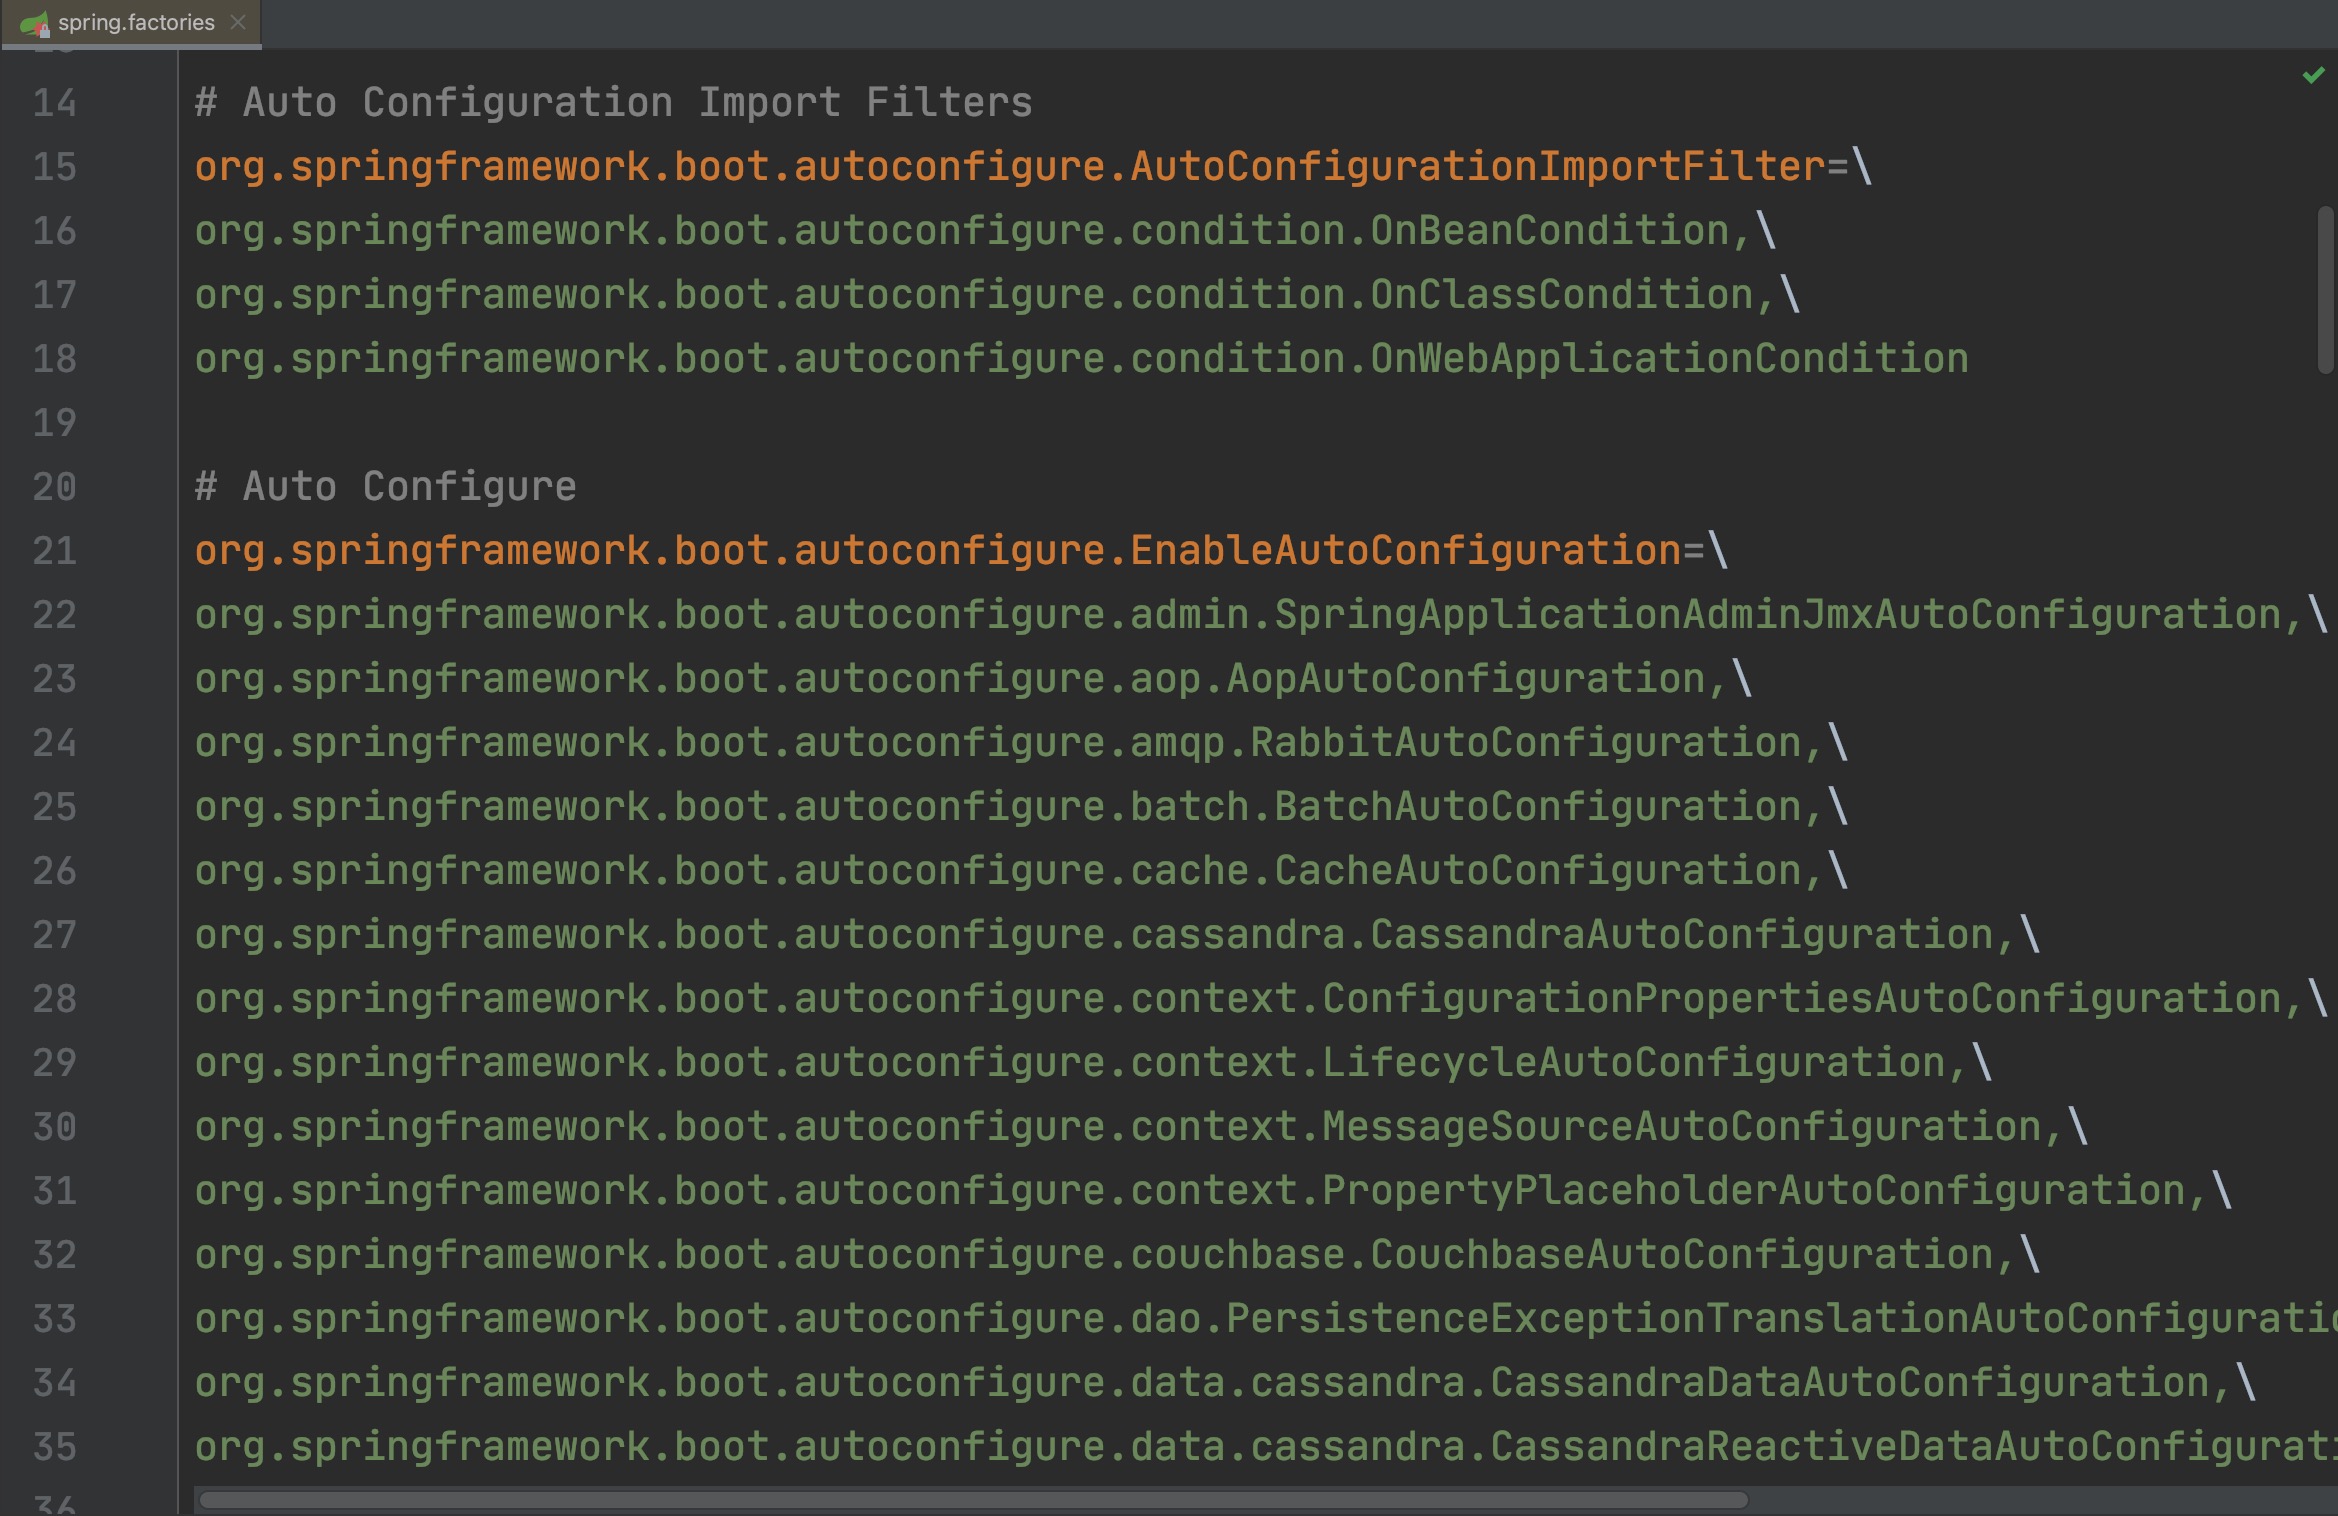 spring.factories
14 # Auto Configuration Import Filters
15 org.springframework.boot.autoconfigure.AutoConfigurationImportFilter=\
16 org.springframework.boot.autoconfigure.condition.OnBeanCondition,\
17 org.springframework.boot.autoconfigure.condition.OnClassCondition,\
18 org.springframework.boot.autoconfigure.condition.OnWebApplicationCondition
19
20 # Auto Configure
21 org.springframework.boot.autoconfigure.EnableAutoConfiguration=\
22 org.springframework.boot.autoconfigure.admin.SpringApplicationAdminJmxAutoConfiguration,\
23 org.springframework.boot.autoconfigure.aop.AopAutoConfiguration,\
24 org.springframework.boot.autoconfigure.amqp.RabbitAutoConfiguration,\
25 org.springframework.boot.autoconfigure.batch.BatchAutoConfiguration,\
26 org.springframework.boot.autoconfigure.cache.CacheAutoConfiguration,\
27 org.springframework.boot.autoconfigure.cassandra.CassandraAutoConfiguration,\
28 org.springframework.boot.autoconfigure.context.ConfigurationPropertiesAutoConfiguration,\
29 org.springframework.boot.autoconfigure.context.LifecycleAutoConfiguration,\
30 org.springframework.boot.autoconfigure.context.MessageSourceAutoConfiguration,\
31 org.springframework.boot.autoconfigure.context.PropertyPlaceholderAutoConfiguration,\
32 org.springframework.boot.autoconfigure.couchbase.CouchbaseAutoConfiguration,\
33 org.springframework.boot.autoconfigure.dao.PersistenceExceptionTranslationAutoConfiguratio
34 org.springframework.boot.autoconfigure.data.cassandra.CassandraDataAutoConfiguration,\
35 org.springframework.boot.autoconfigure.data.cassandra.CassandraReactiveDataAutoConfigurati
36